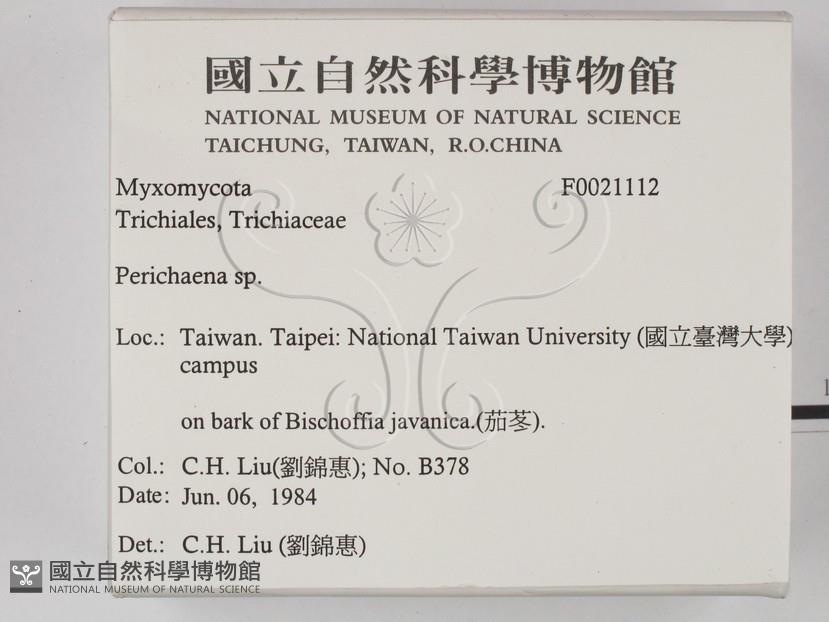 國立自然科學博物館
NATIONAL MUSEUM OF NATURAL SCIENCE
TAICHUNG, TAIWAN, R.O.CHINA
Myxomycota F0021112
Trichiales, Trichiaceae
Perichaena sp.
Loc.: Taiwan. Taipei: National Taiwan University (國立臺灣大學)
campus
on bark of Bischoffia javanica.(茄苳).
Col.: C.H. Liu(劉錦惠); No. B378
Date: Jun. 06, 1984
Det.: C.H. Liu (劉錦惠)
國立自然科學博物館
NATIONAL MUSEUM OF NATURAL SCIENCE